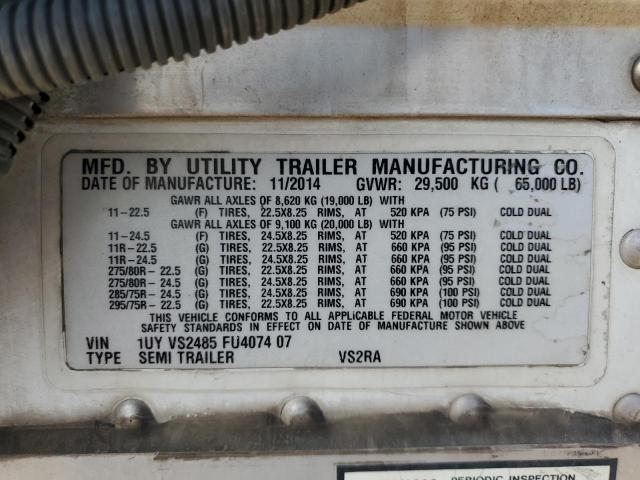 MFD. BY UTILITY TRAILER MANUFACTURING CO.
DATE OF MANUFACTURE: 11/2014 GVWR: 29,500 KG ( 65,000 LB)
GAWR ALL AXLES OF 8,620 KG (19,000 LB) WITH
11-22.5 (F) TIRES, 22.5X8.25 RIMS, AT 520 KPA (75 PSI) COLD DUAL
GAWR ALL AXLES OF 9,100 KG (20,000 LB) WITH
11-24.5 (F) TIRES, 24.5X8.25 RIMS, AT 520 KPA (75 PSI) COLD DUAL
11R-22.5 (G) TIRES, 22.5X8.25 RIMS, AT 660 KPA (95 PSI) COLD DUAL
11R-24.5 (G) TIRES, 24.5X8.25 RIMS, AT 660 KPA (95 PSI) COLD DUAL
275/80R-22.5 (G) TIRES, 22.5X8.25 RIMS, AT 660 KPA (95 PSI) COLD DUAL
275/80R-24.5 (G) TIRES, 24.5X8.25 RIMS, AT 660 KPA (95 PSI) COLD DUAL
285/75R-24.5 (G) TIRES, 24.5X8.25 RIMS, AT 690 KPA (100 PSI) COLD DUAL
295/75R-22.5 (G) TIRES, 22.5X8.25 RIMS, AT 690 KPA (100 PSI) COLD DUAL
THIS VEHICLE CONFORMS TO ALL APPLICABLE FEDERAL MOTOR VEHICLE
SAFETY STANDARDS IN EFFECT ON DATE OF MANUFACTURE SHOWN ABOVE
VIN 1UY VS2485 FU4074 07
TYPE SEMI TRAILER VS2RA
PERIODIC INSPECTION